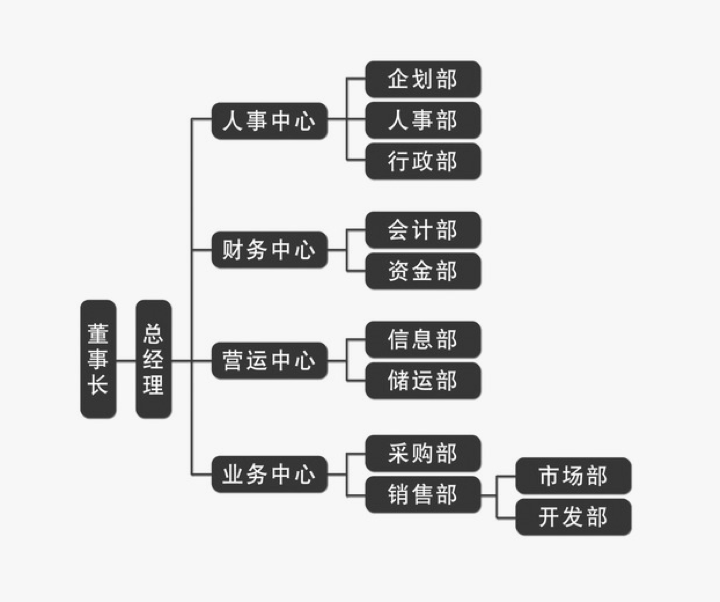 董事长
总经理
人事中心
企划部
人事部
行政部
财务中心
会计部
资金部
营运中心
信息部
储运部
业务中心
采购部
销售部
市场部
开发部